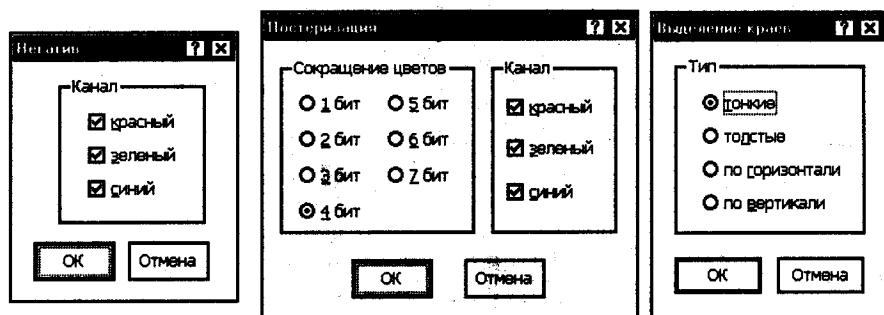 Негатив
Канал
красный
зеленый
синий
ОК
Отмена
Постеризация
Сокращение цветов
1 бит
2 бит
3 бит
4 бит
5 бит
6 бит
7 бит
Канал
красный
зеленый
синий
ОК
Отмена
Выделение краев
Тип
тонкие
толстые
по горизонтали
по вертикали
ОК
Отмена